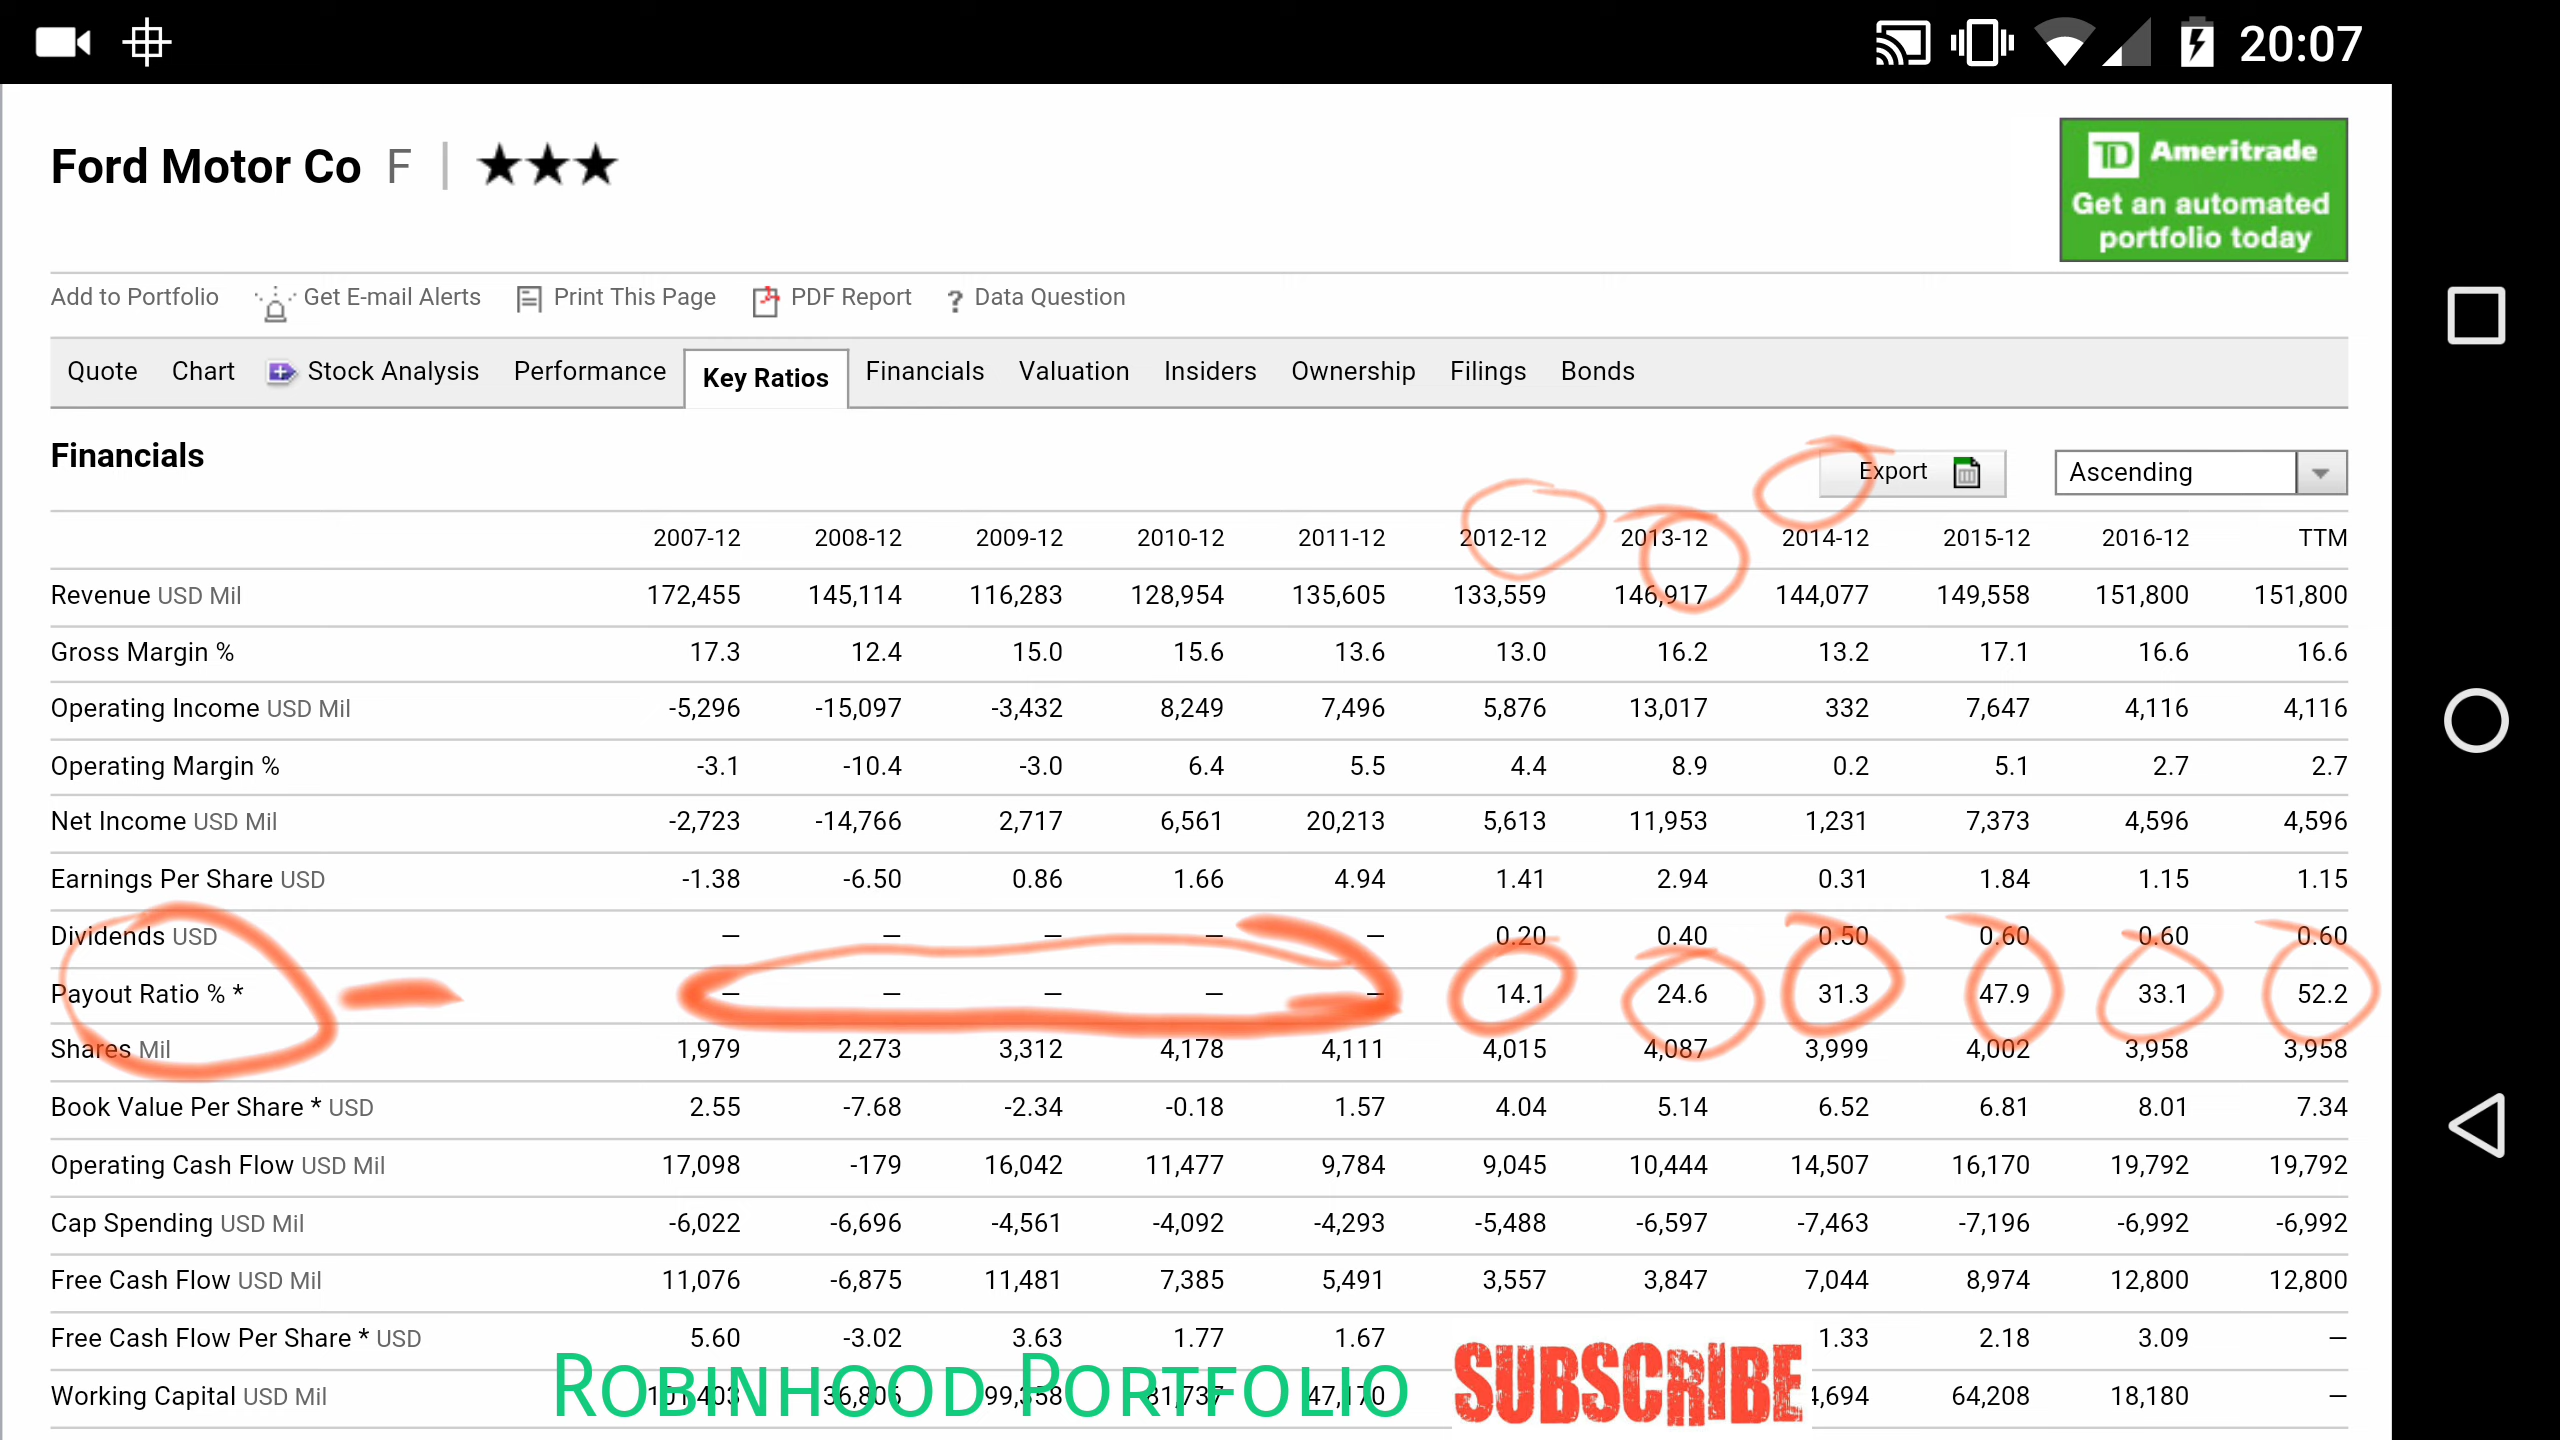 20:07
Ford Motor Co F
TD Ameritrade
Get an automated
portfolio today
Add to Portfolio Get E-mail Alerts Print This Page PDF Report ? Data Question
Quote Chart Stock Analysis Performance Key Ratios Financials Valuation Insiders Ownership Filings Bonds
Financials
Export Ascending
2007-12 2008-12 2009-12 2010-12 2011-12 2012-12 2013-12 2014-12 2015-12 2016-12 TTM
Revenue USD Mil 172,455 145,114 116,283 128,954 135,605 133,559 146,917 144,077 149,558 151,800 151,800
Gross Margin % 17.3 12.4 15.0 15.6 13.6 13.0 16.2 13.2 17.1 16.6 16.6
Operating Income USD Mil -5,296 -15,097 -3,432 8,249 7,496 5,876 13,017 332 7,647 4,116 4,116
Operating Margin % -3.1 -10.4 -3.0 6.4 5.5 4.4 8.9 0.2 5.1 2.7 2.7
Net Income USD Mil -2,723 -14,766 2,717 6,561 20,213 5,613 11,953 1,231 7,373 4,596 4,596
Earnings Per Share USD -1.38 -6.50 0.86 1.66 4.94 1.41 2.94 0.31 1.84 1.15 1.15
Dividends USD — — — — — 0.20 0.40 0.50 0.60 0.60 0.60
Payout Ratio % * — — — — — 14.1 24.6 31.3 47.9 33.1 52.2
Shares Mil 1,979 2,273 3,312 4,178 4,111 4,015 4,087 3,999 4,002 3,958 3,958
Book Value Per Share * USD 2.55 -7.68 -2.34 -0.18 1.57 4.04 5.14 6.52 6.81 8.01 7.34
Operating Cash Flow USD Mil 17,098 -179 16,042 11,477 9,784 9,045 10,444 14,507 16,170 19,792 19,792
Cap Spending USD Mil -6,022 -6,696 -4,561 -4,092 -4,293 -5,488 -6,597 -7,463 -7,196 -6,992 -6,992
Free Cash Flow USD Mil 11,076 -6,875 11,481 7,385 5,491 3,557 3,847 7,044 8,974 12,800 12,800
Free Cash Flow Per Share * USD 5.60 -3.02 3.63 1.77 1.67 1.33 2.18 3.09 —
Working Capital USD Mil 64,208 18,180 —
ROBINHOOD PORTFOLIO SUBSCRIBE